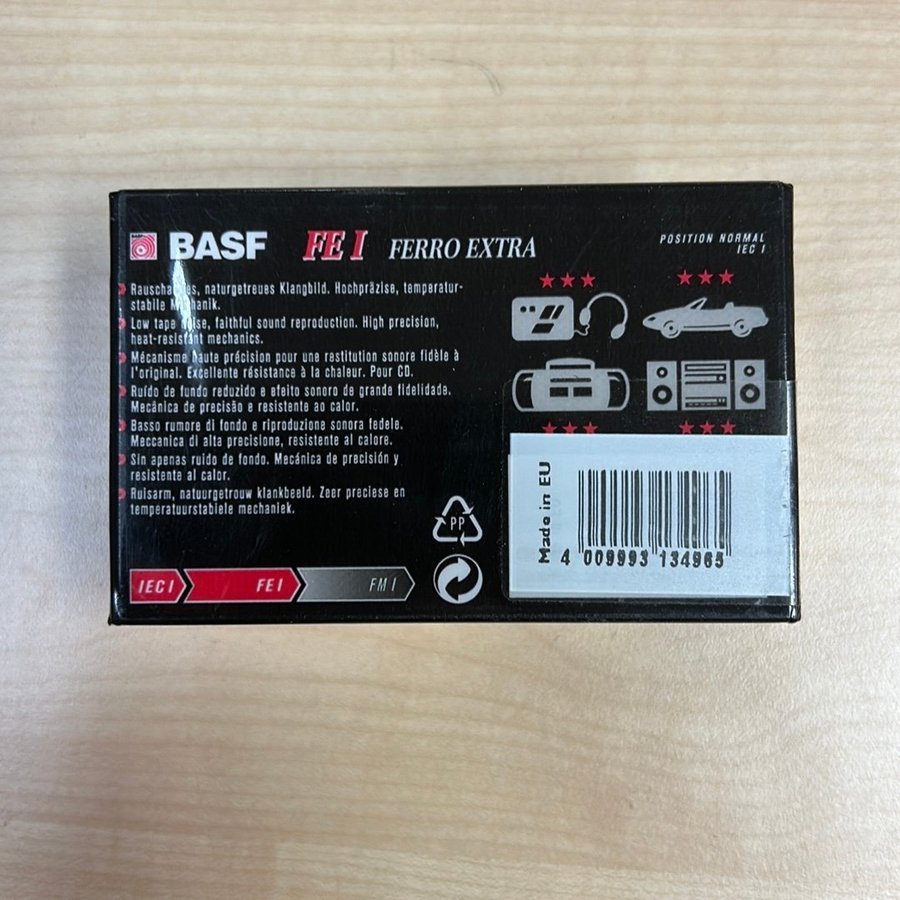 BASF FE I FERRO EXTRA
POSITION NORMAL
IEC I
naturgetreues Klangbild. Hochpräzise, temperatur-
stabile
Low tape noise, faithful sound reproduction. High precision,
heat-resistant mechanics.
Mécanisme haute précision pour une restitution sonore fidèle à
l'original. Excellente résistance à la chaleur. Pour CD.
Ruído de fundo reduzido e efeito sonoro de grande fidelidade.
Mecânica de precisão e resistente ao calor.
Basso rumore di fondo e riproduzione sonora fedele.
Meccanica di alta precisione, resistente al calore.
Sin apenas ruido de fondo. Mecánica de precisión y
resistente al calor.
Ruisarm, natuurgetrouw klankbeeld. Zeer preciese en
temperatuurstabiele mechaniek.
PP
IEC I FE I FM I
Made in EU
4 009993 134965